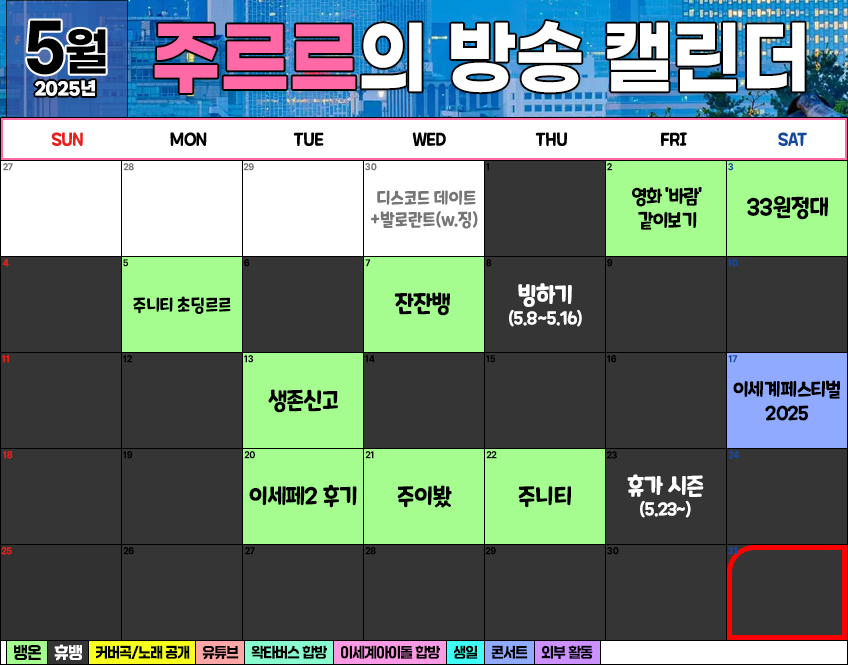 5월
2025년
주르르의 방송 캘린더
SUN MON TUE WED THU FRI SAT
27 28 29 30 1 2 3
디스코드 데이트
+발로란트(w.징)
영화 '바람'
같이보기
33원정대
4 5 6 7 8 9 10
주니티 초딩르르
잔잔뱅
빙하기
(5.8~5.16)
11 12 13 14 15 16 17
생존신고
이세계페스티벌
2025
18 19 20 21 22 23 24
이세페2 후기
주이봤
주니티
휴가 시즌
(5.23~)
25 26 27 28 29 30 31
뱅온 휴뱅 커버곡/노래 공개 유튜브 왁타버스 합방 이세계아이돌 합방 생일 콘서트 외부 활동